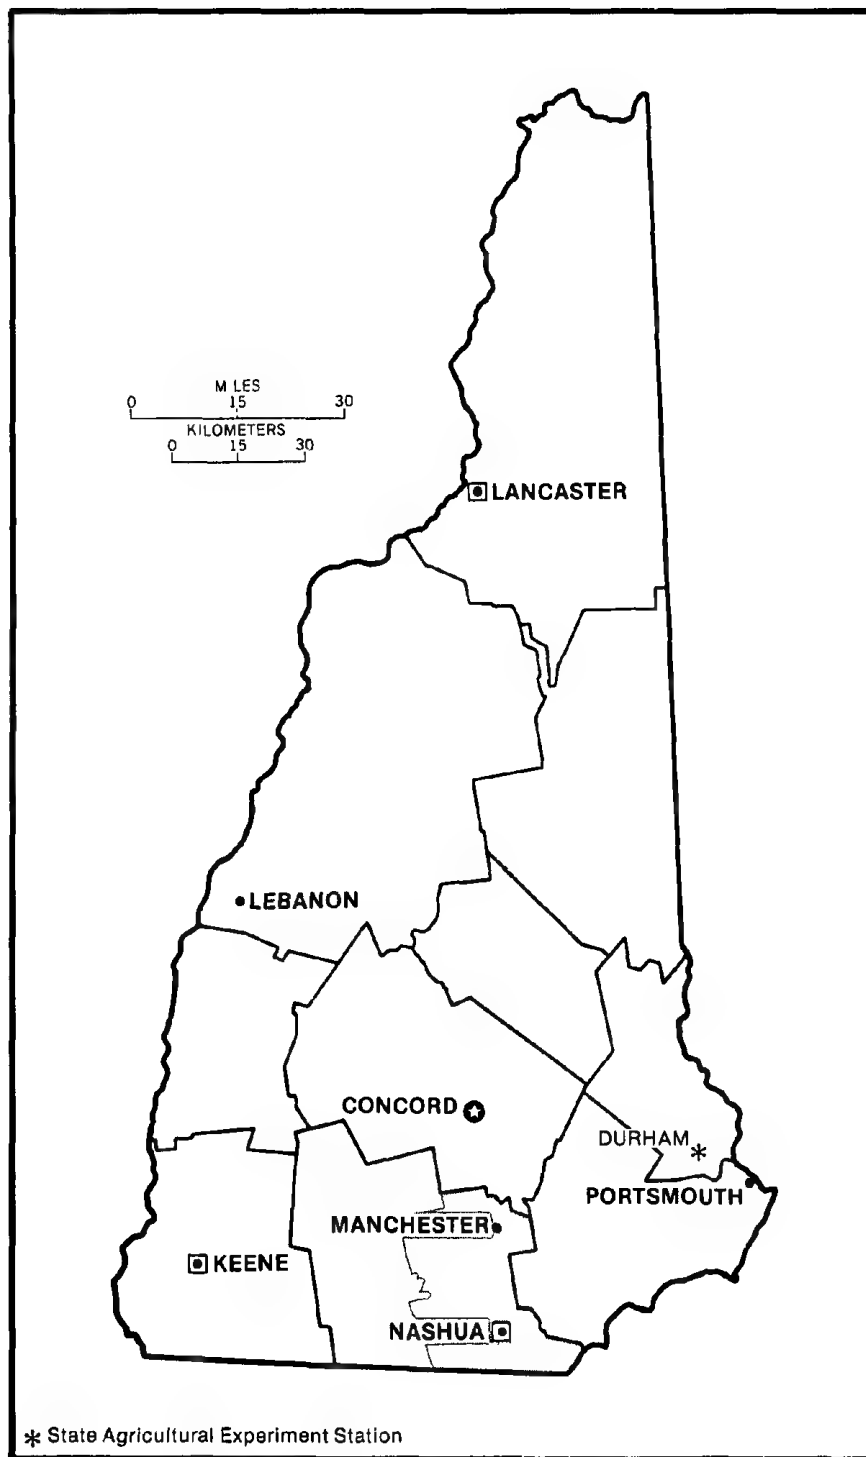 M LES
0 15 30
KILOMETERS
0 15 30
LANCASTER
LEBANON
CONCORD
DURHAM *
PORTSMOUTH
MANCHESTER
KEENE
NASHUA
* State Agricultural Experiment Station